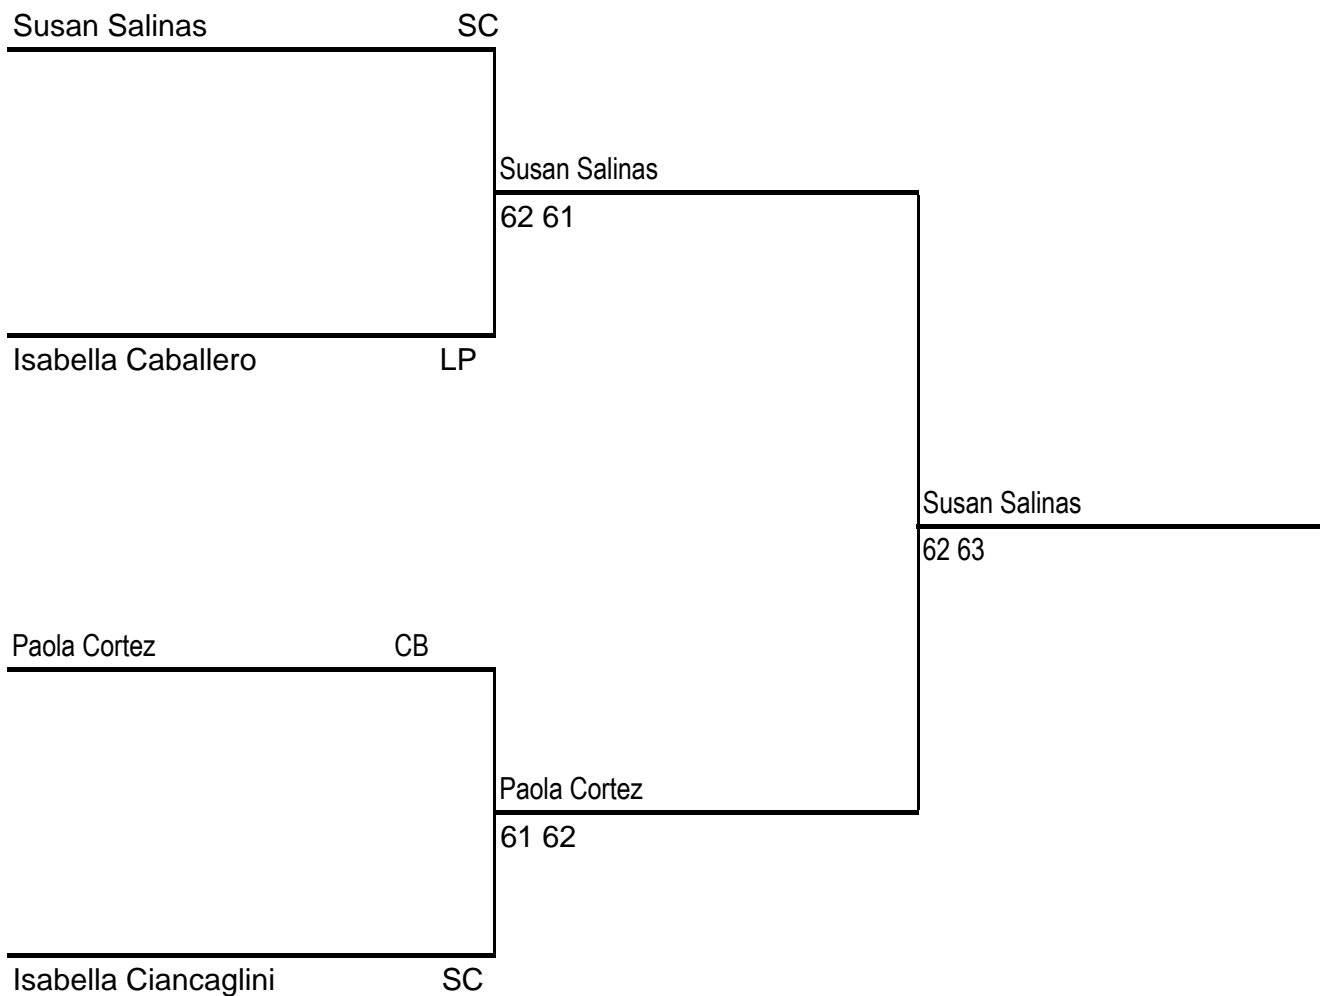 Susan Salinas SC
Susan Salinas
62 61
Isabella Caballero LP
Susan Salinas
62 63
Paola Cortez CB
Paola Cortez
61 62
Isabella Ciancaglini SC